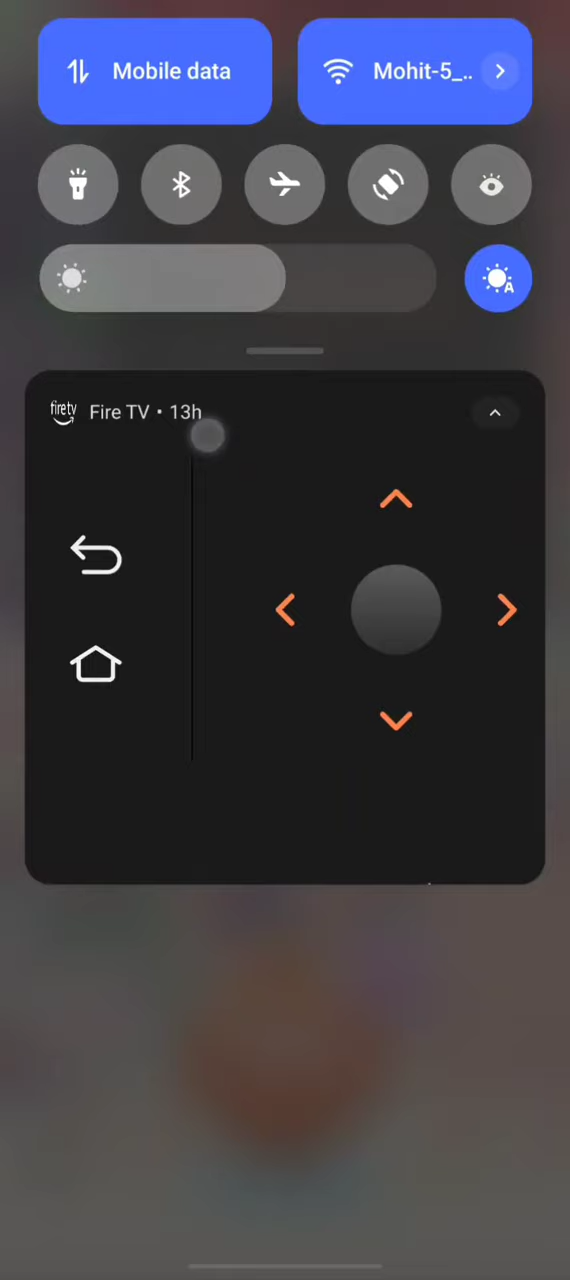 Mobile data
Mohit-5_..
A
firetv
Fire TV • 13h